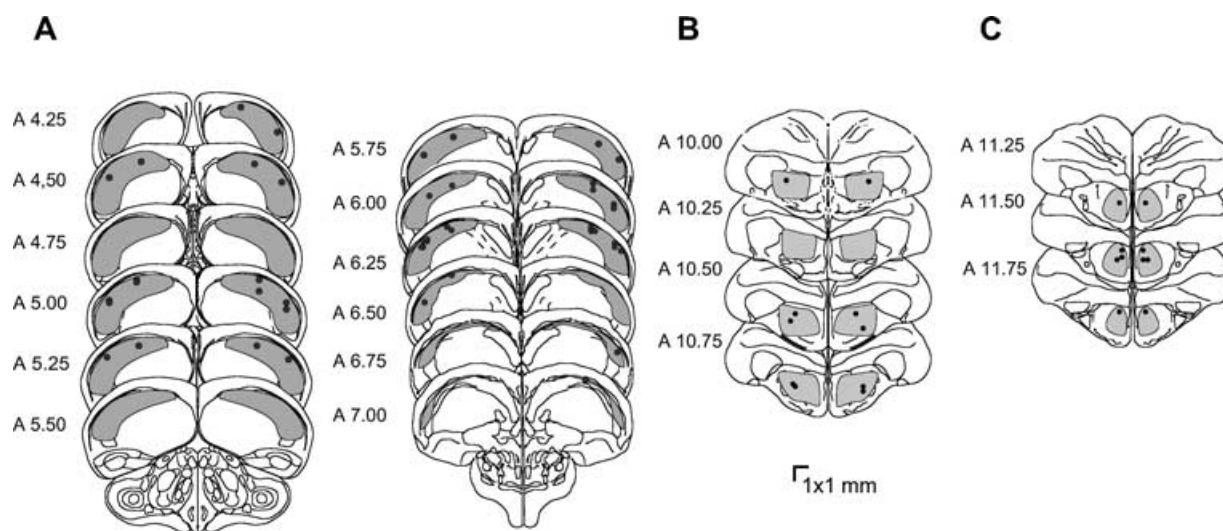 A
B
C
A 4.25
A 4,50
A 4.75
A 5.00
A 5.25
A 5.50
A 5.75
A 6.00
A 6.25
A 6.50
A 6.75
A 7.00
A 10.00
A 10.25
A 10.50
A 10.75
A 11.25
A 11.50
A 11.75
1x1 mm